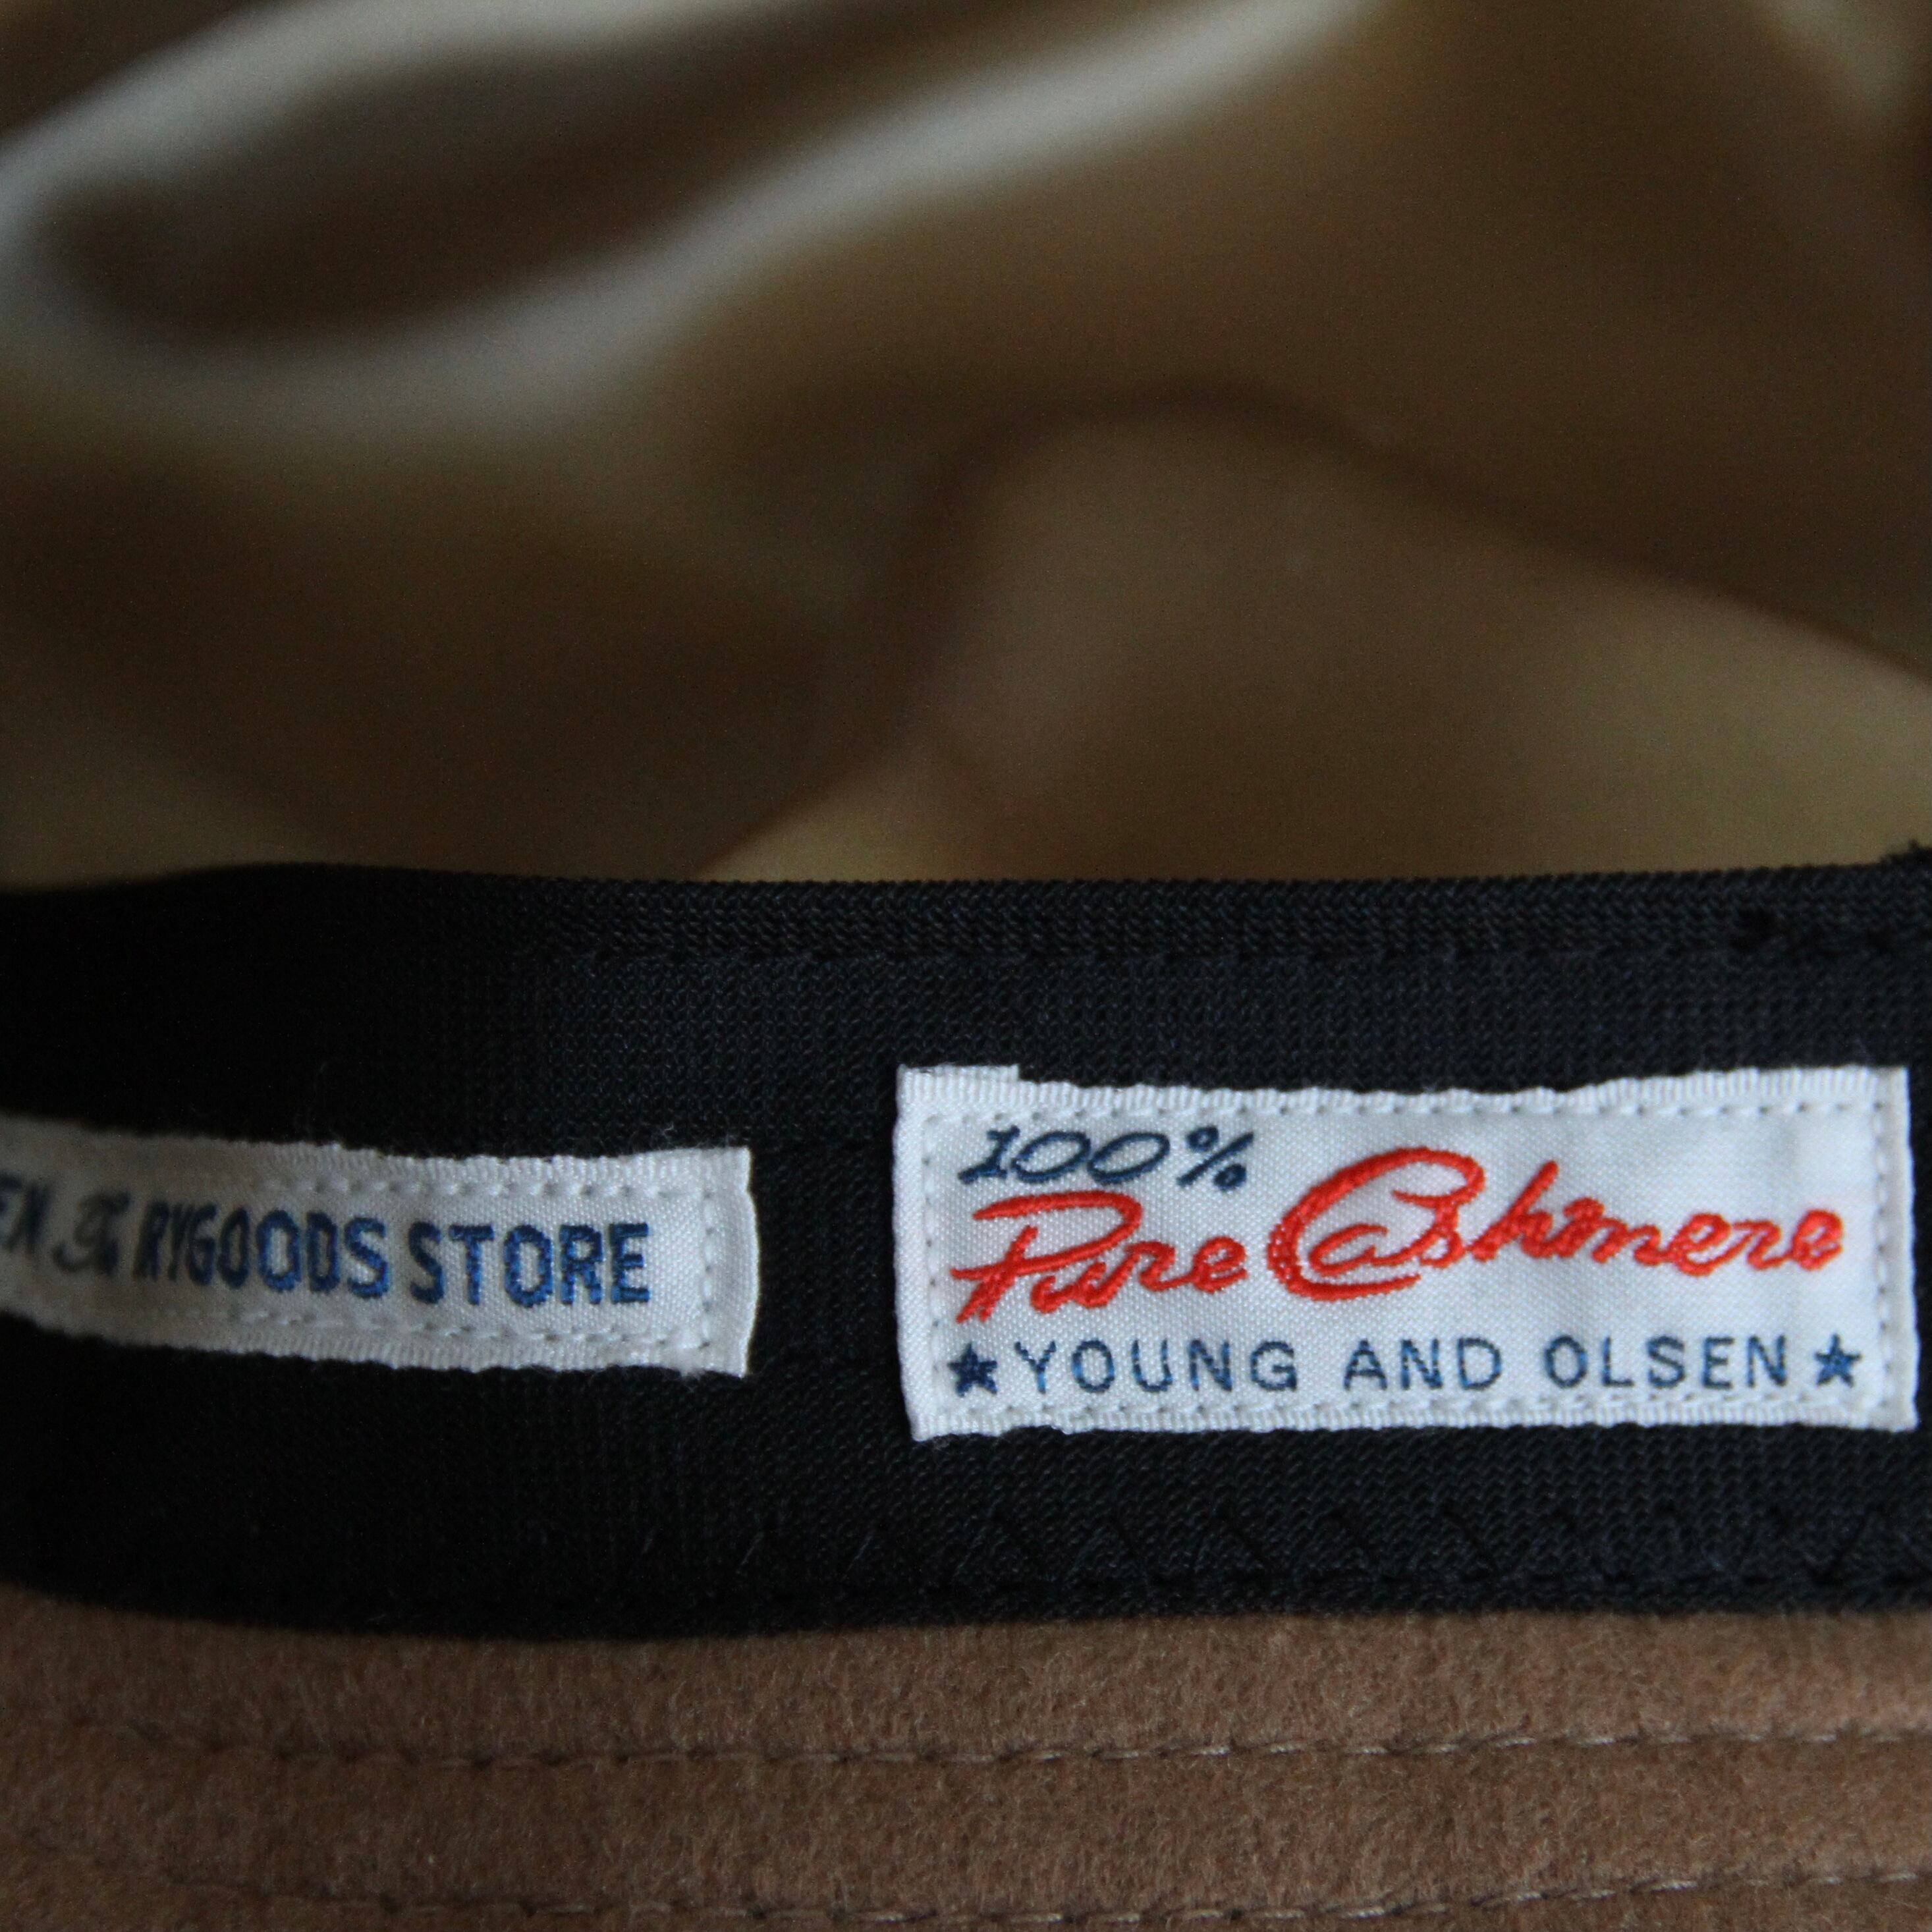 RYGOODS STORE
100%
Pure Cashmere
★ YOUNG AND OLSEN ★